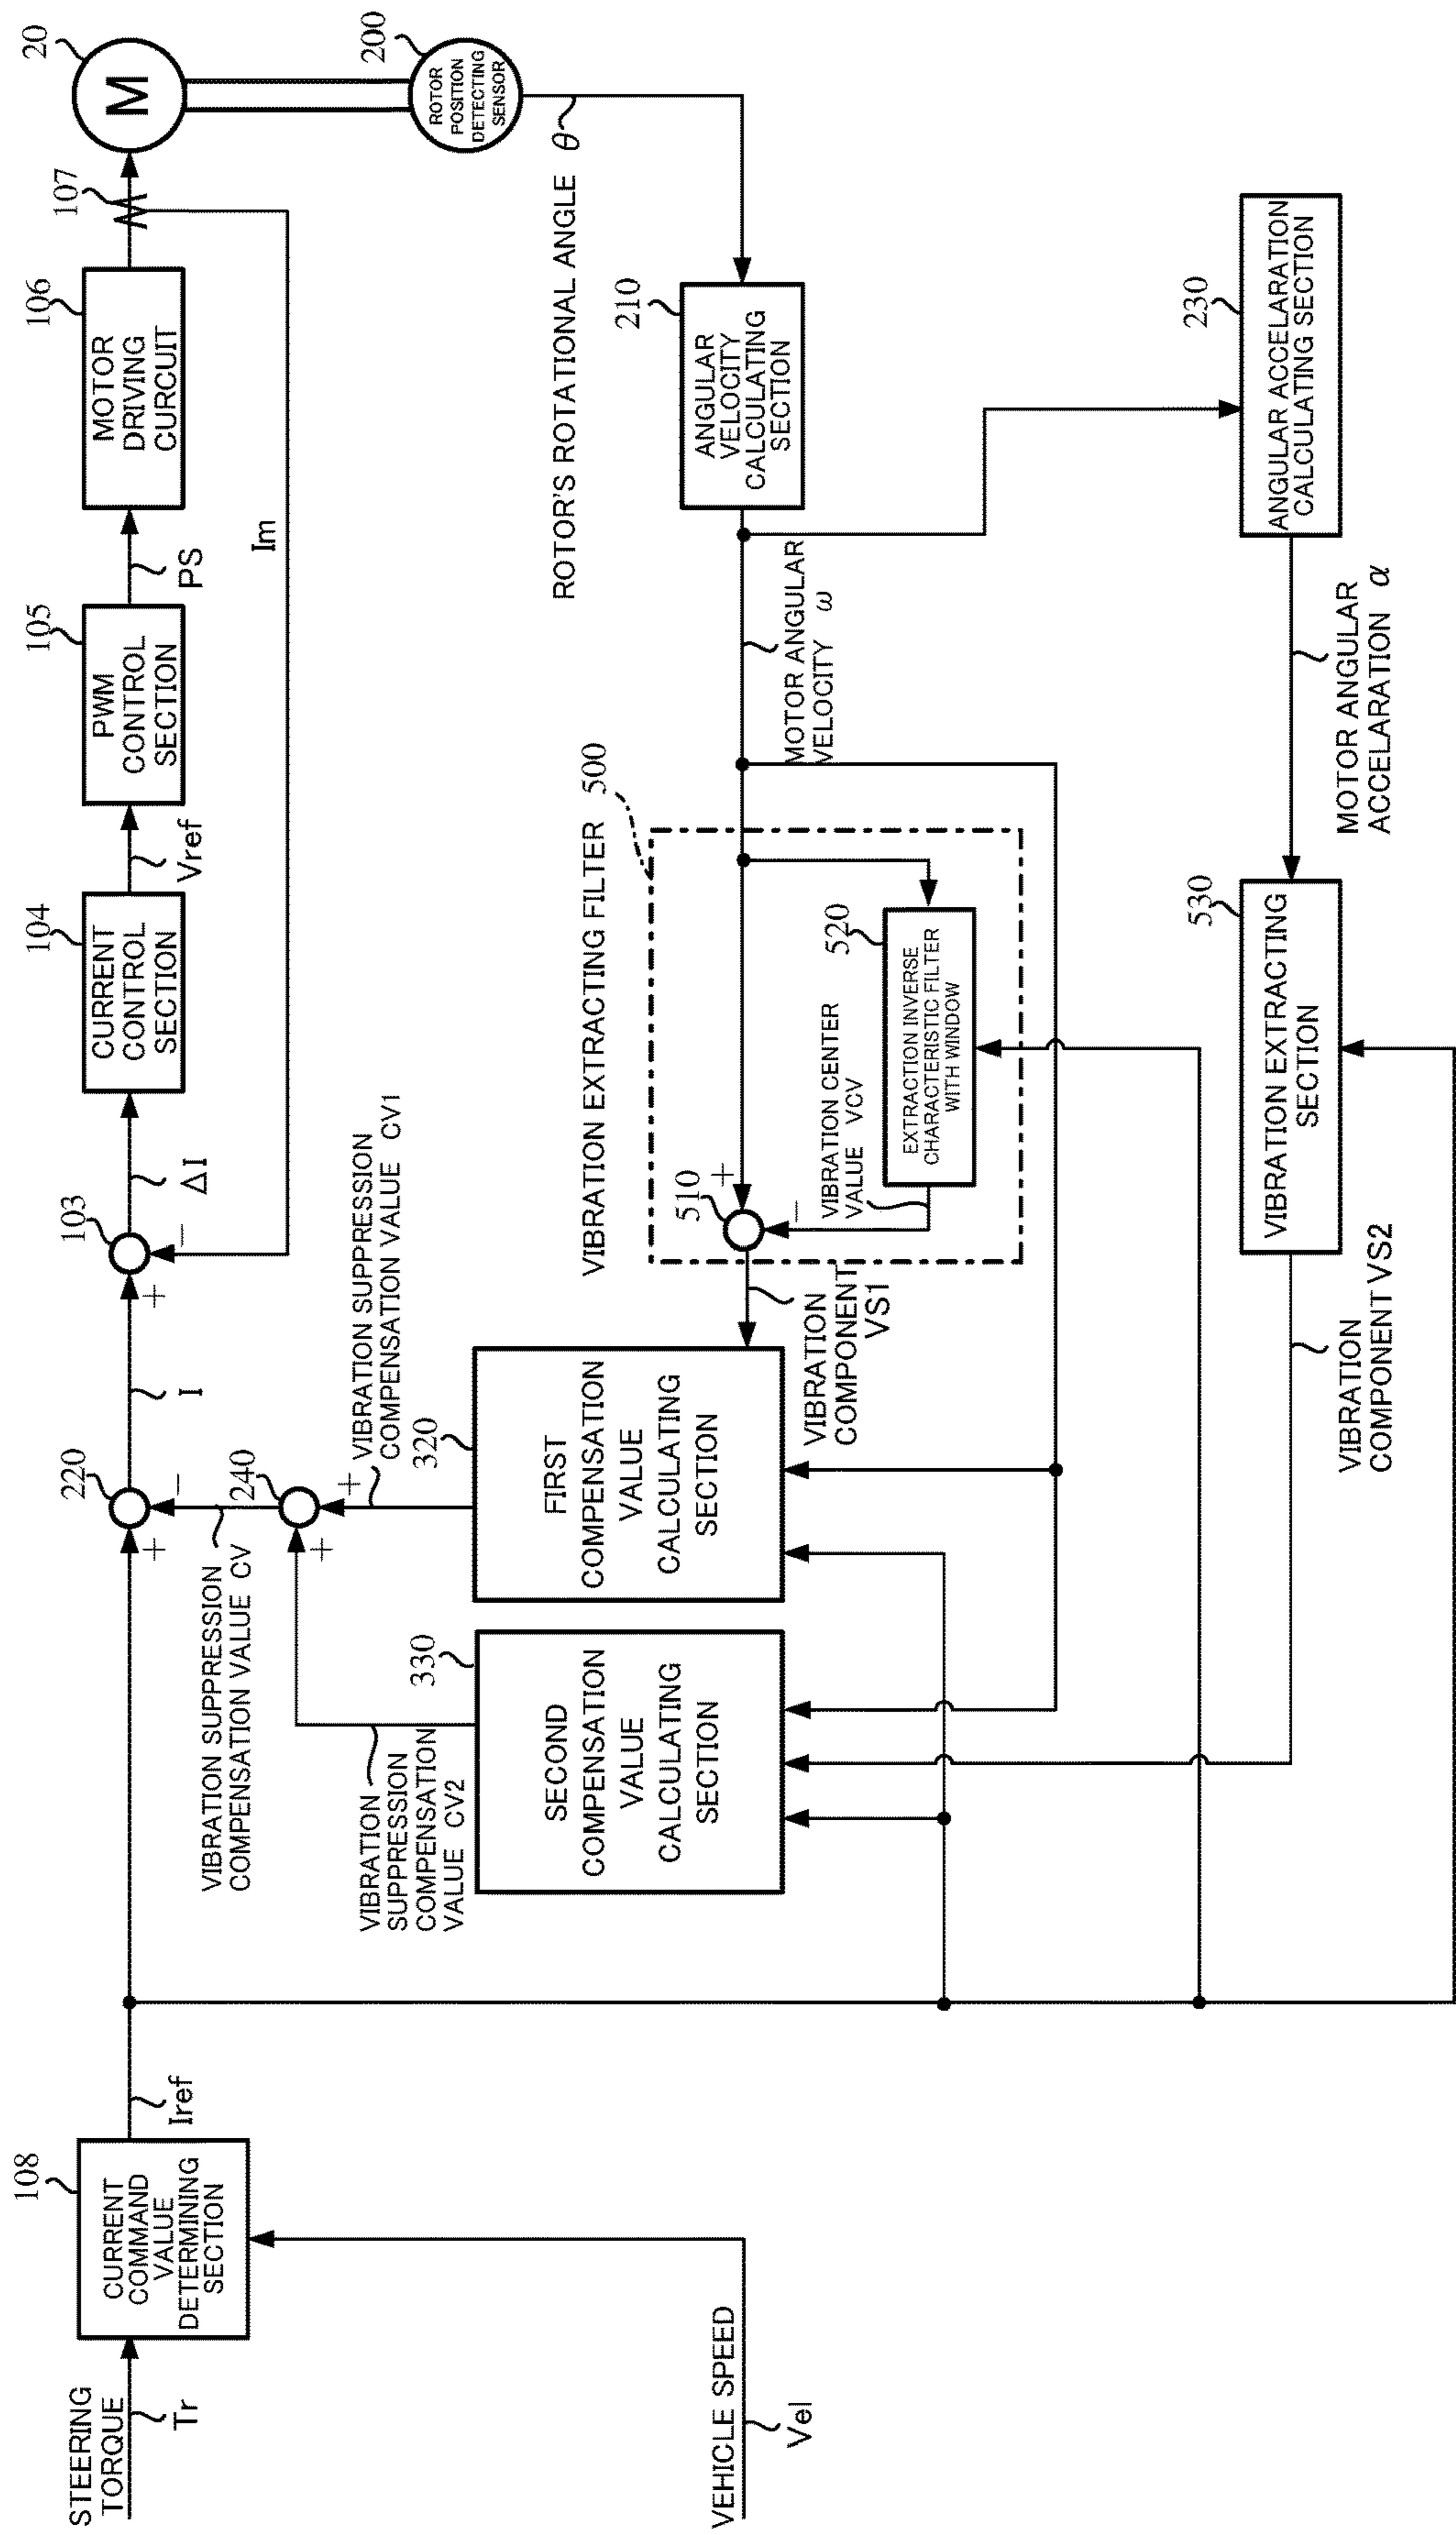 STEERING
TORQUE
Tr
VEHICLE SPEED
Vel
108
CURRENT
COMMAND
VALUE
DETERMINING
SECTION
Iref
220
+
−
I
103
+
−
ΔI
104
CURRENT
CONTROL
SECTION
Vref
105
PWM
CONTROL
SECTION
PS
106
MOTOR
DRIVING
CURCUIT
107
Im
20
M
200
ROTOR
POSITION
DETECTING
SENSOR
ROTOR'S ROTATIONAL ANGLE θ
VIBRATION SUPPRESSION
COMPENSATION VALUE CV
240
+
+
VIBRATION SUPPRESSION
COMPENSATION VALUE CV1
VIBRATION
SUPPRESSION
COMPENSATION
VALUE CV2
330
SECOND
COMPENSATION
VALUE
CALCULATING
SECTION
320
FIRST
COMPENSATION
VALUE
CALCULATING
SECTION
VIBRATION
COMPONENT
VS1
VIBRATION EXTRACTING FILTER 500
510
+
−
VIBRATION CENTER
VALUE VCV
520
EXTRACTION INVERSE
CHARACTERISTIC FILTER
WITH WINDOW
MOTOR ANGULAR
VELOCITY ω
210
ANGULAR
VELOCITY
CALCULATING
SECTION
230
ANGULAR ACCELARATION
CALCULATING SECTION
MOTOR ANGULAR
ACCELARATION α
530
VIBRATION EXTRACTING
SECTION
VIBRATION
COMPONENT VS2